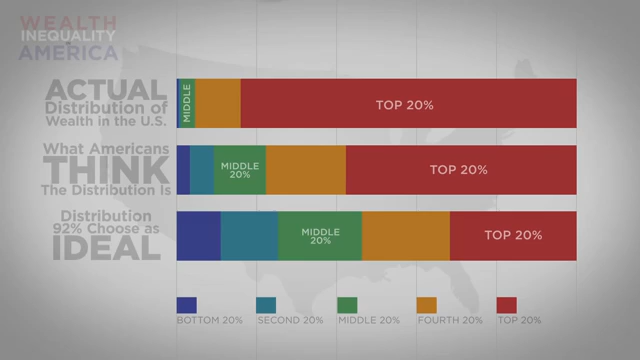 WEALTH
INEQUALITY
AMERICA
ACTUAL
Distribution of
Wealth in the U.S.
MIDDLE
TOP 20%
What Americans
THINK
The Distribution Is
MIDDLE
20%
TOP 20%
Distribution
92% Choose as
IDEAL
MIDDLE
20%
TOP 20%
BOTTOM 20%
SECOND 20%
MIDDLE 20%
FOURTH 20%
TOP 20%